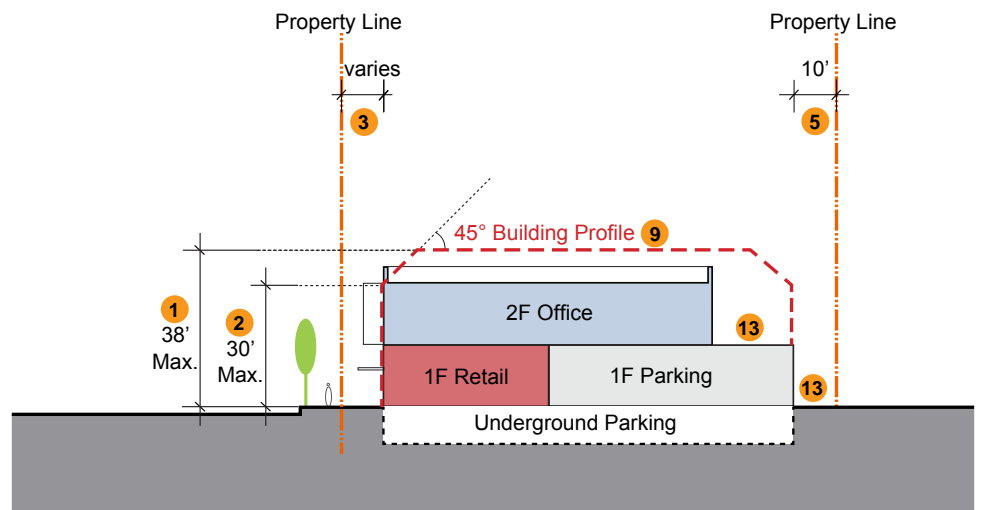 Property Line
Property Line
varies
10’
3
5
45° Building Profile 9
1
38’
Max.
2
30’
Max.
2F Office
13
1F Retail
1F Parking
13
Underground Parking